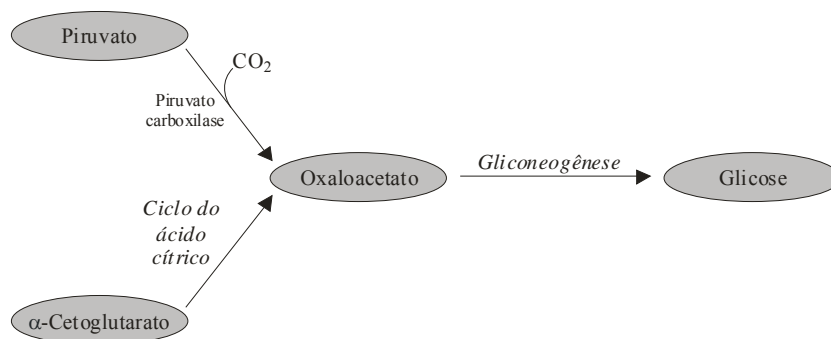 Piruvato
CO₂
Piruvato
carboxilase
Oxaloacetato
Gliconeogênese
Glicose
Ciclo do
ácido
cítrico
α-Cetoglutarato